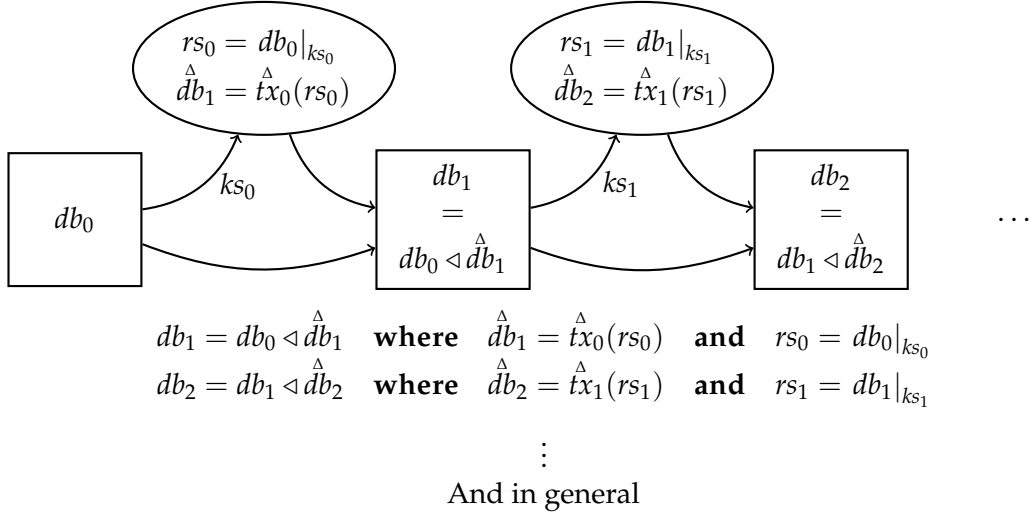 rs₀ = db₀|ₖₛ₀
d̂b₁ = t̂x₀(rs₀)
rs₁ = db₁|ₖₛ₁
d̂b₂ = t̂x₁(rs₁)
ks₀
ks₁
db₀
db₁
=
db₀ ◁ d̂b₁
db₂
=
db₁ ◁ d̂b₂
⋯
db₁ = db₀ ◁ d̂b₁ where d̂b₁ = t̂x₀(rs₀) and rs₀ = db₀|ₖₛ₀
db₂ = db₁ ◁ d̂b₂ where d̂b₂ = t̂x₁(rs₁) and rs₁ = db₁|ₖₛ₁
⋮
And in general